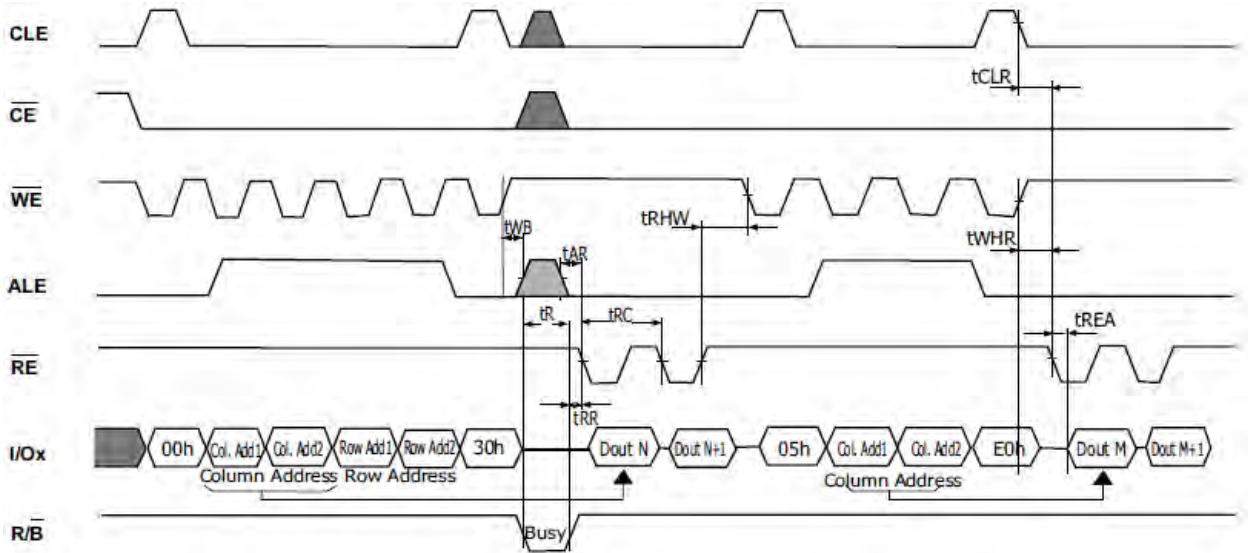 CLE
tCLR
CE
WE
tWB
tRHW
tWHR
tAR
ALE
tR
tRC
tREA
RE
tRR
I/Ox
00h Col. Add1 Col. Add2 Row Add1 Row Add2 30h Dout N Dout N+1 05h Col. Add1 Col. Add2 E0h Dout M Dout M+1
Column Address Row Address
Column Address
R/B
Busy